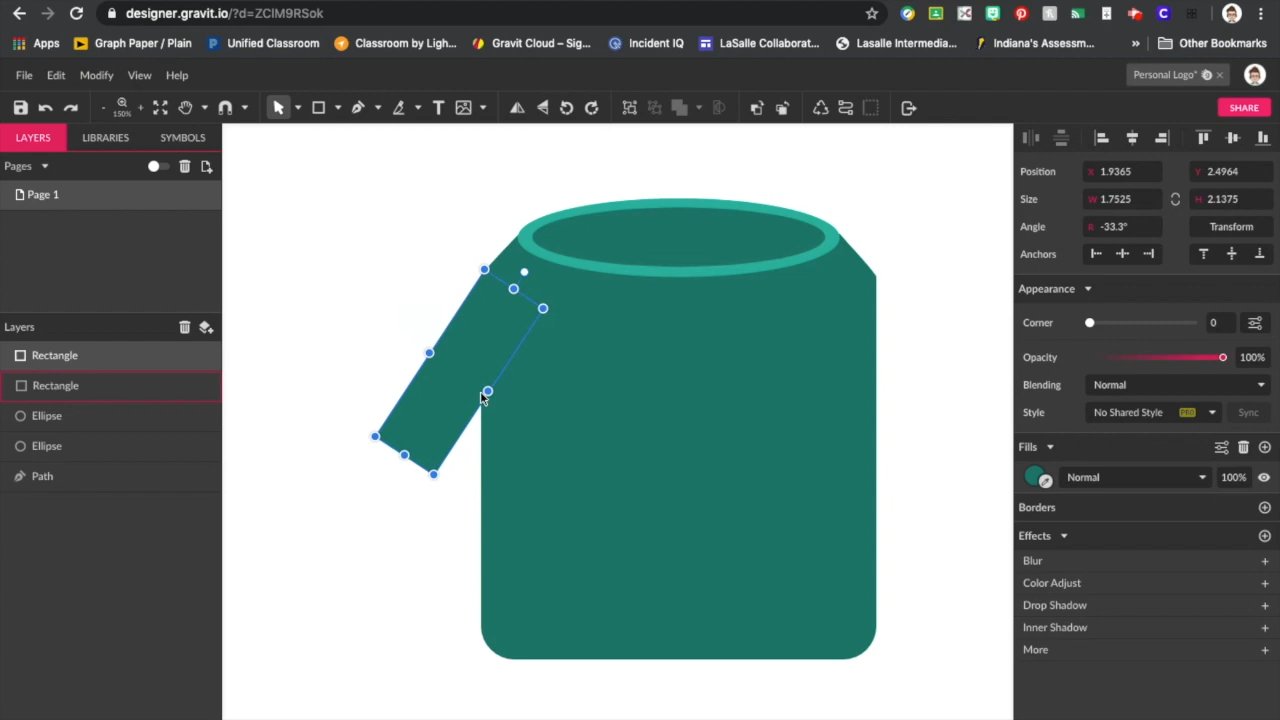 designer.gravit.io/?d=ZClM9RSok
Apps Graph Paper / Plain Unified Classroom Classroom by Ligh... Gravit Cloud – Sig... Incident IQ LaSalle Collaborat... Lasalle Intermedia... Indiana's Assessm... » Other Bookmarks
File Edit Modify View Help Personal Logo*
150% SHARE
LAYERS LIBRARIES SYMBOLS
Pages
Page 1
Layers
Rectangle
Rectangle
Ellipse
Ellipse
Path
Position X 1.9365 Y 2.4964
Size W 1.7525 H 2.1375
Angle R -33.3° Transform
Anchors
Appearance
Corner 0
Opacity 100%
Blending Normal
Style No Shared Style PRO Sync
Fills
Normal 100%
Borders
Effects
Blur
Color Adjust
Drop Shadow
Inner Shadow
More